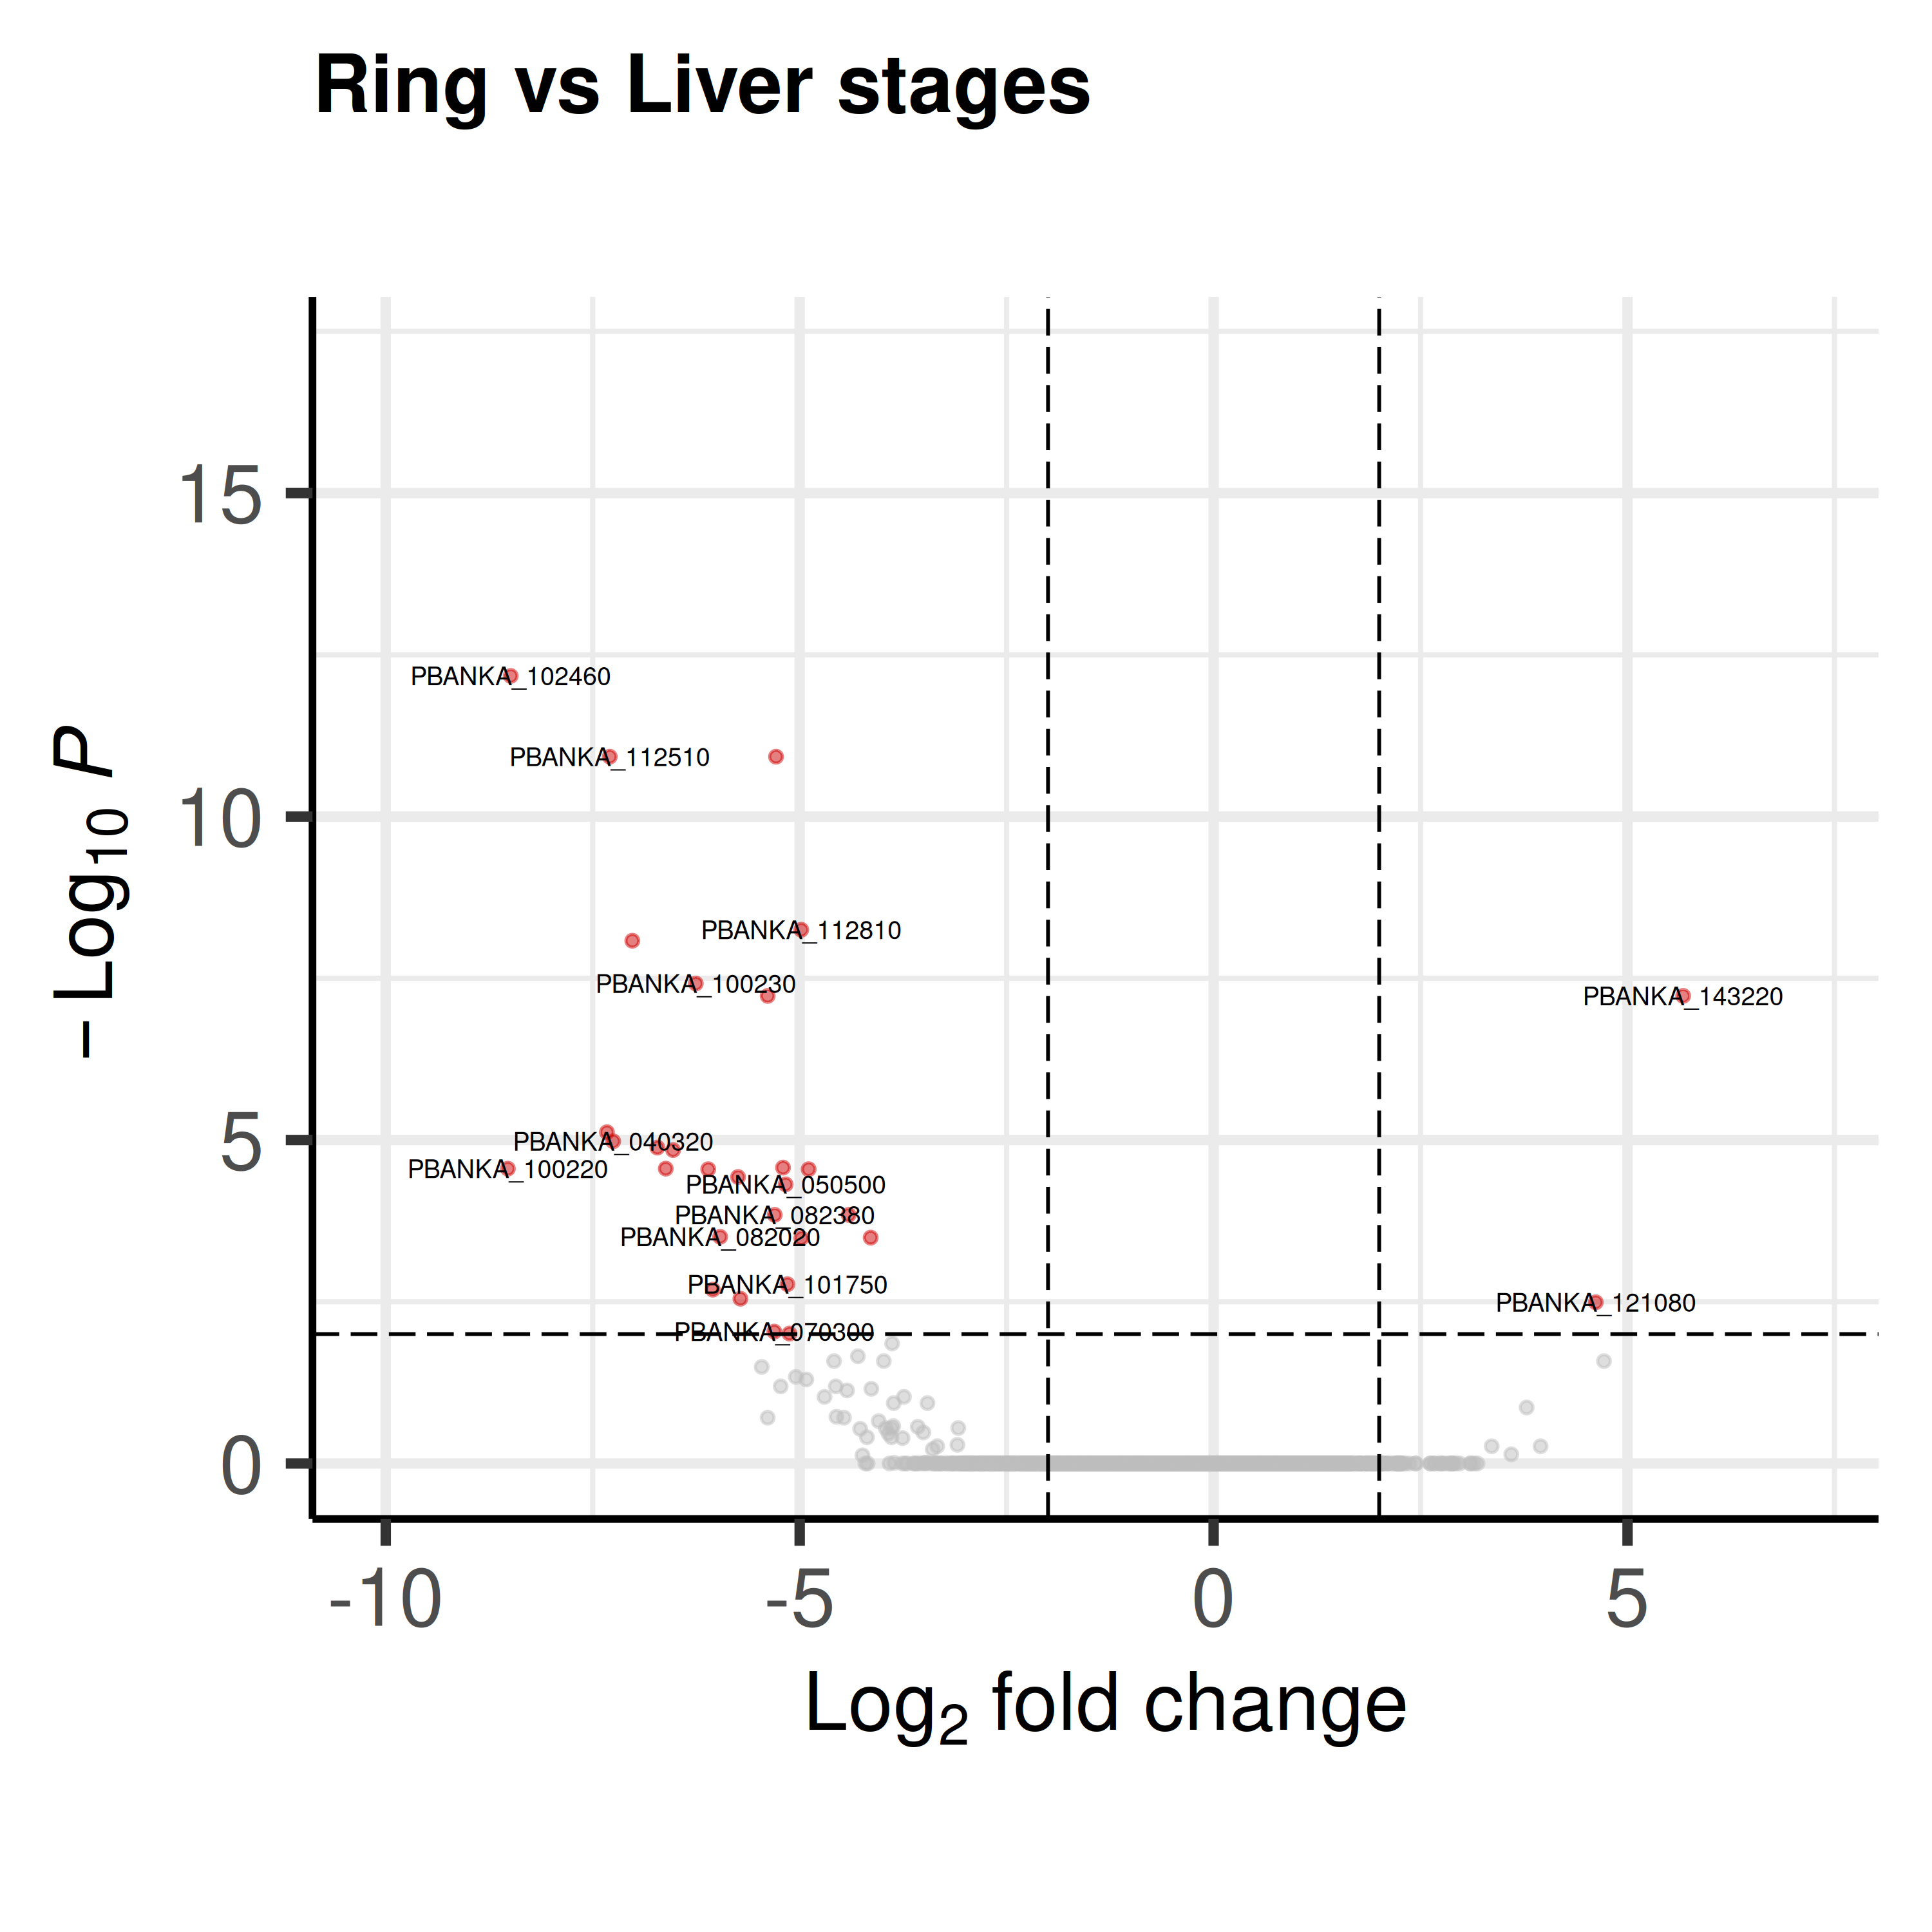 Ring vs Liver stages
15
10
5
0
− Log10 P
PBANKA_102460
PBANKA_112510
PBANKA_112810
PBANKA_100230
PBANKA_143220
PBANKA_040320
PBANKA_100220
PBANKA_050500
PBANKA_082380
PBANKA_082020
PBANKA_101750
PBANKA_121080
PBANKA_070300
-10
-5
0
5
Log2 fold change